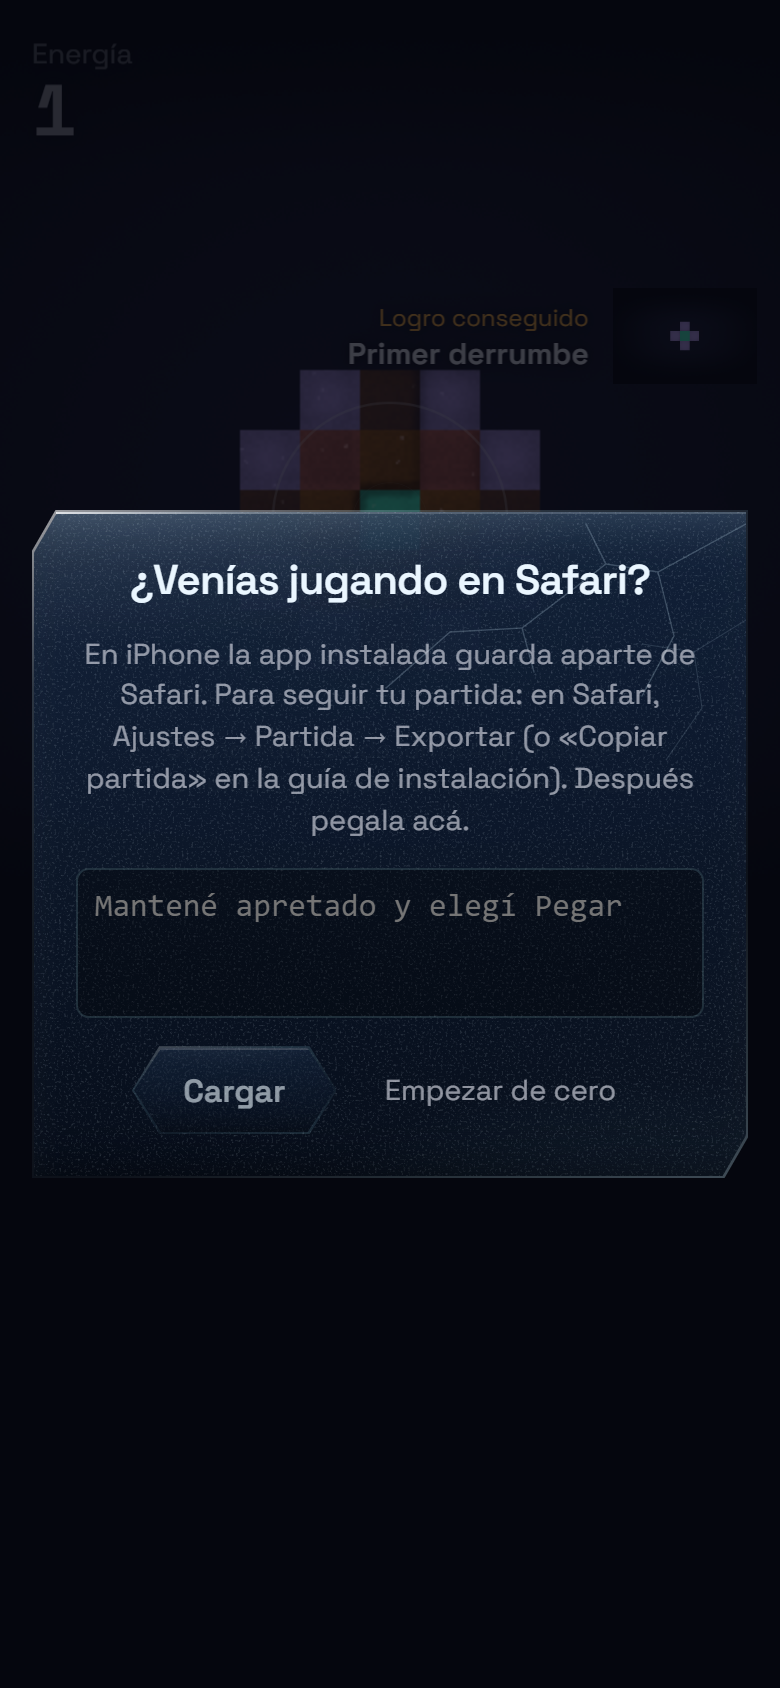 Energía
1
Logro conseguido
Primer derrumbe
¿Venías jugando en Safari?
En iPhone la app instalada guarda aparte de
Safari. Para seguir tu partida: en Safari,
Ajustes → Partida → Exportar (o «Copiar
partida» en la guía de instalación). Después
pegala acá.
Mantené apretado y elegí Pegar
Cargar
Empezar de cero